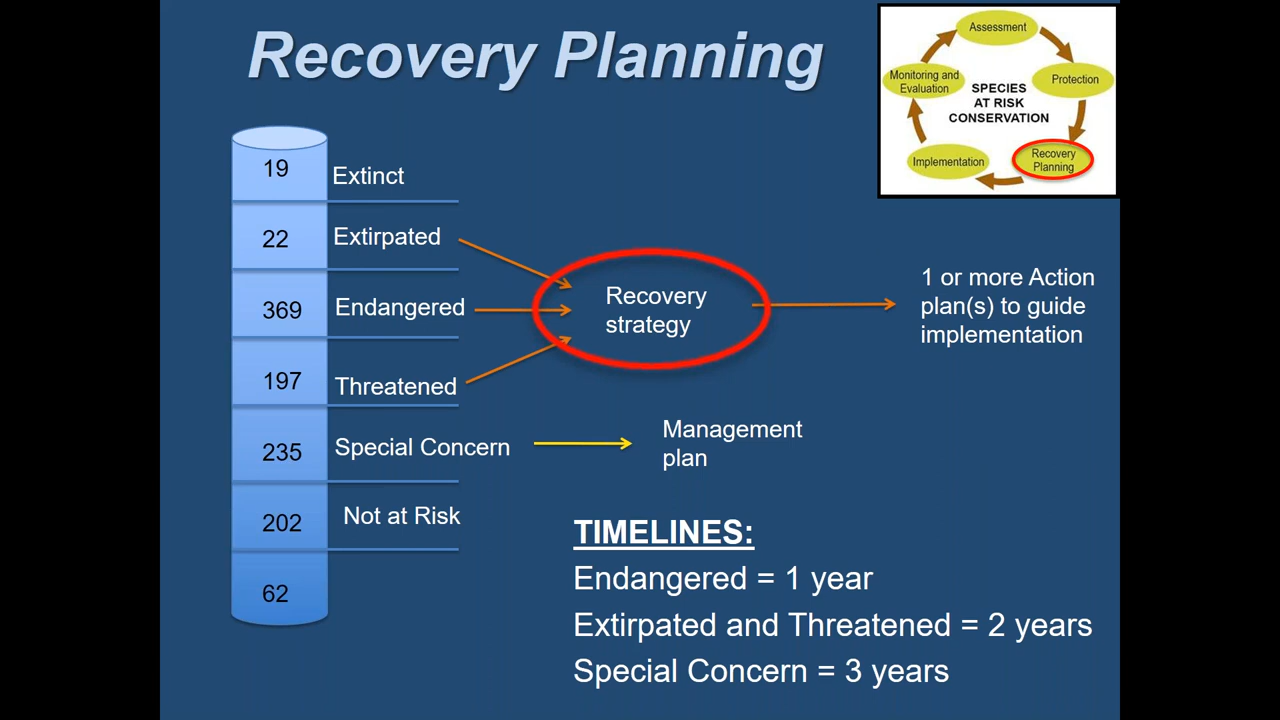 Recovery Planning
Assessment
Monitoring and
Evaluation
Protection
SPECIES
AT RISK
CONSERVATION
Implementation
Recovery
Planning
19
Extinct
22
Extirpated
369
Endangered
197
Threatened
235
Special Concern
202
Not at Risk
62
Recovery
strategy
1 or more Action
plan(s) to guide
implementation
Management
plan
TIMELINES:
Endangered = 1 year
Extirpated and Threatened = 2 years
Special Concern = 3 years